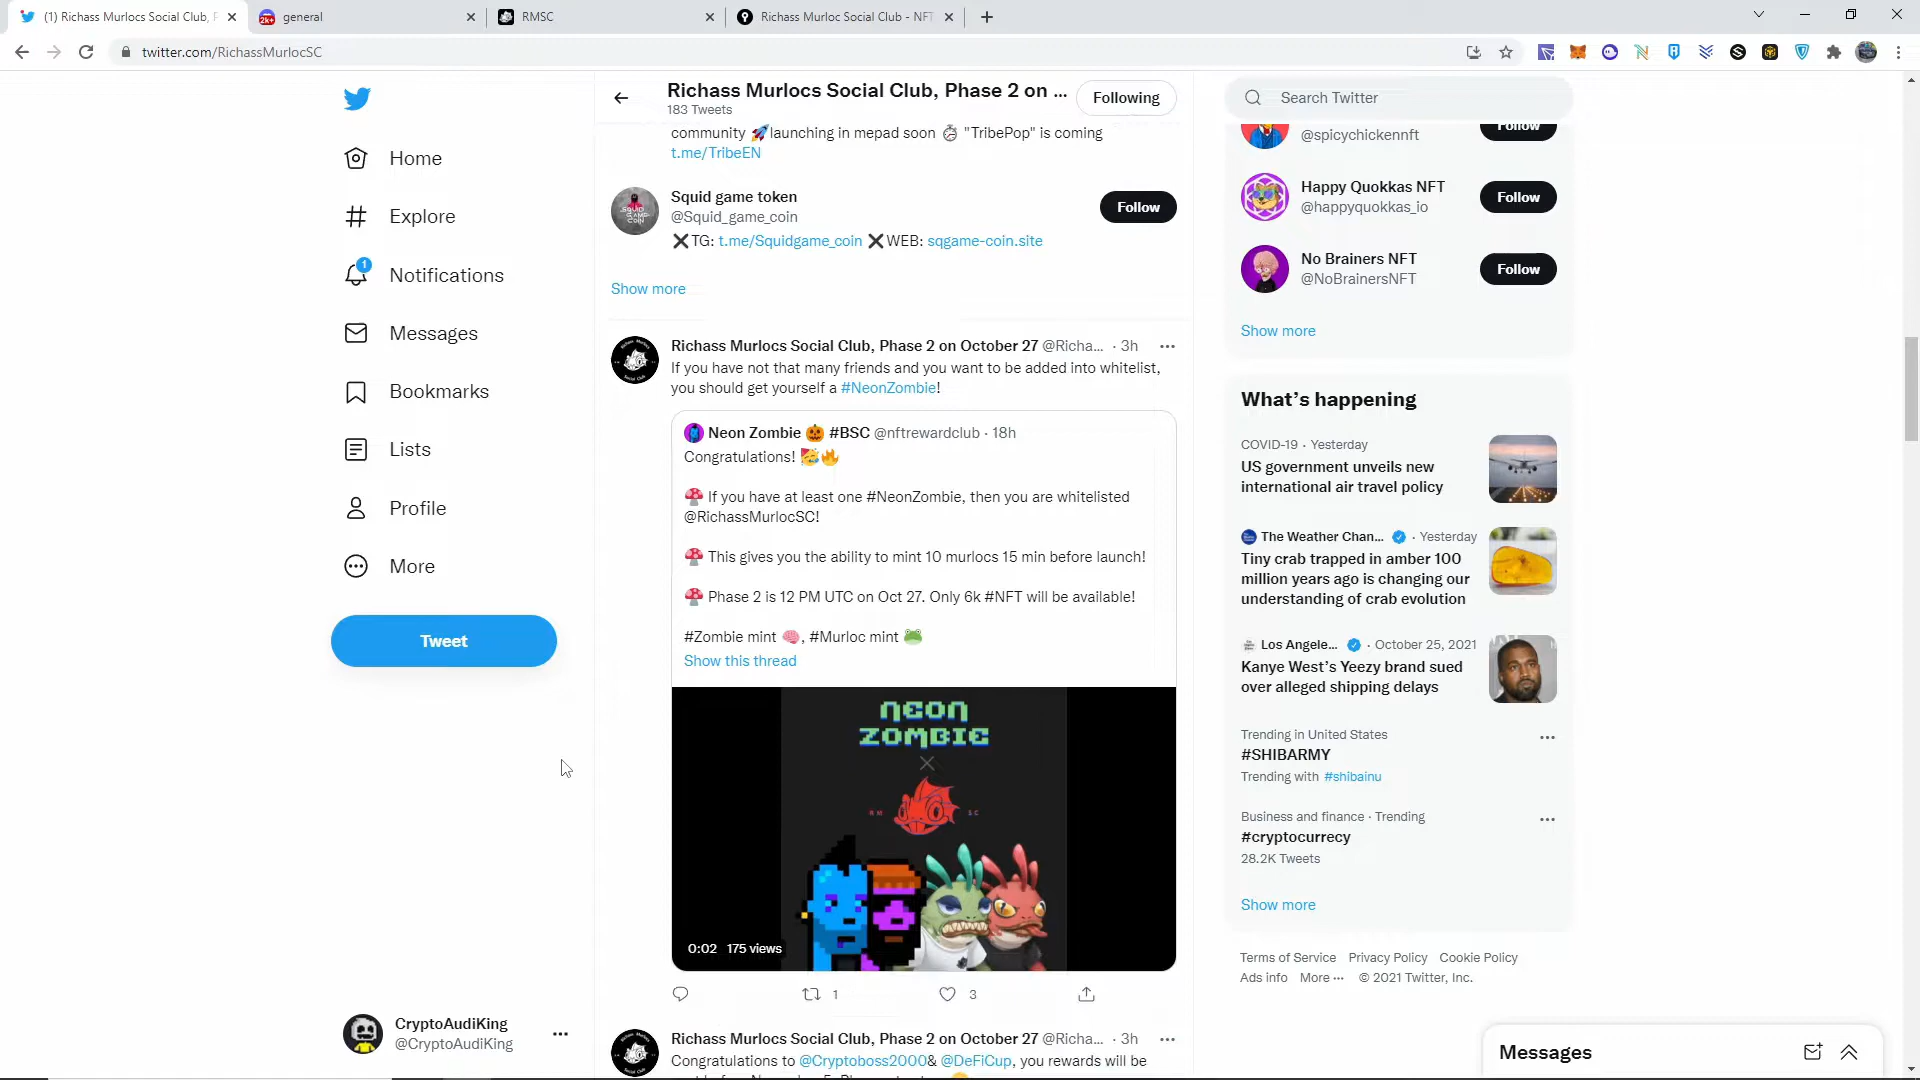 (1) Richass Murlocs Social Club, P
general
RMSC
Richass Murloc Social Club - NFT
twitter.com/RichassMurlocSC
Home
Explore
1
Notifications
Messages
Bookmarks
Lists
Profile
More
Tweet
CryptoAudiKing
@CryptoAudiKing
Richass Murlocs Social Club, Phase 2 on ...
183 Tweets
Following
community 🚀launching in mepad soon ⏱ "TribePop" is coming
t.me/TribeEN
Squid game token
@Squid_game_coin
Follow
❌TG: t.me/Squidgame_coin ❌WEB: sqgame-coin.site
Show more
Richass Murlocs Social Club, Phase 2 on October 27 @Richa... · 3h
If you have not that many friends and you want to be added into whitelist,
you should get yourself a #NeonZombie!
Neon Zombie 🎃 #BSC @nftrewardclub · 18h
Congratulations! 🥳🔥
🍄 If you have at least one #NeonZombie, then you are whitelisted
@RichassMurlocSC!
🍄 This gives you the ability to mint 10 murlocs 15 min before launch!
🍄 Phase 2 is 12 PM UTC on Oct 27. Only 6k #NFT will be available!
#Zombie mint 🧠, #Murloc mint 🐸
Show this thread
NEON
ZOMBIE
RM SC
0:02 175 views
1
3
Richass Murlocs Social Club, Phase 2 on October 27 @Richa... · 3h
Congratulations to @Cryptoboss2000& @DeFiCup, you rewards will be
Search Twitter
@spicychickennft
Follow
Happy Quokkas NFT
@happyquokkas_io
Follow
No Brainers NFT
@NoBrainersNFT
Follow
Show more
What's happening
COVID-19 · Yesterday
US government unveils new
international air travel policy
The Weather Chan... · Yesterday
Tiny crab trapped in amber 100
million years ago is changing our
understanding of crab evolution
Los Angele... · October 25, 2021
Kanye West's Yeezy brand sued
over alleged shipping delays
Trending in United States
#SHIBARMY
Trending with #shibainu
Business and finance · Trending
#cryptocurrecy
28.2K Tweets
Show more
Terms of Service Privacy Policy Cookie Policy
Ads info More ··· © 2021 Twitter, Inc.
Messages